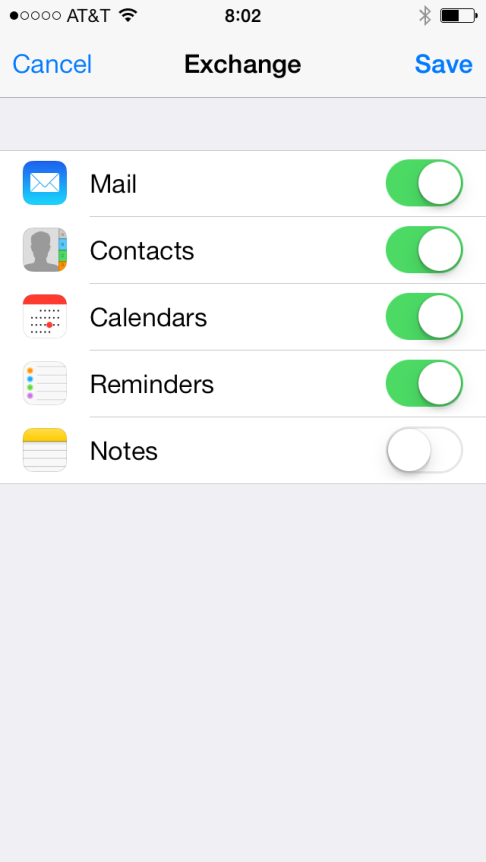 AT&T 8:02
Cancel Exchange Save
Mail
Contacts
Calendars
Reminders
Notes